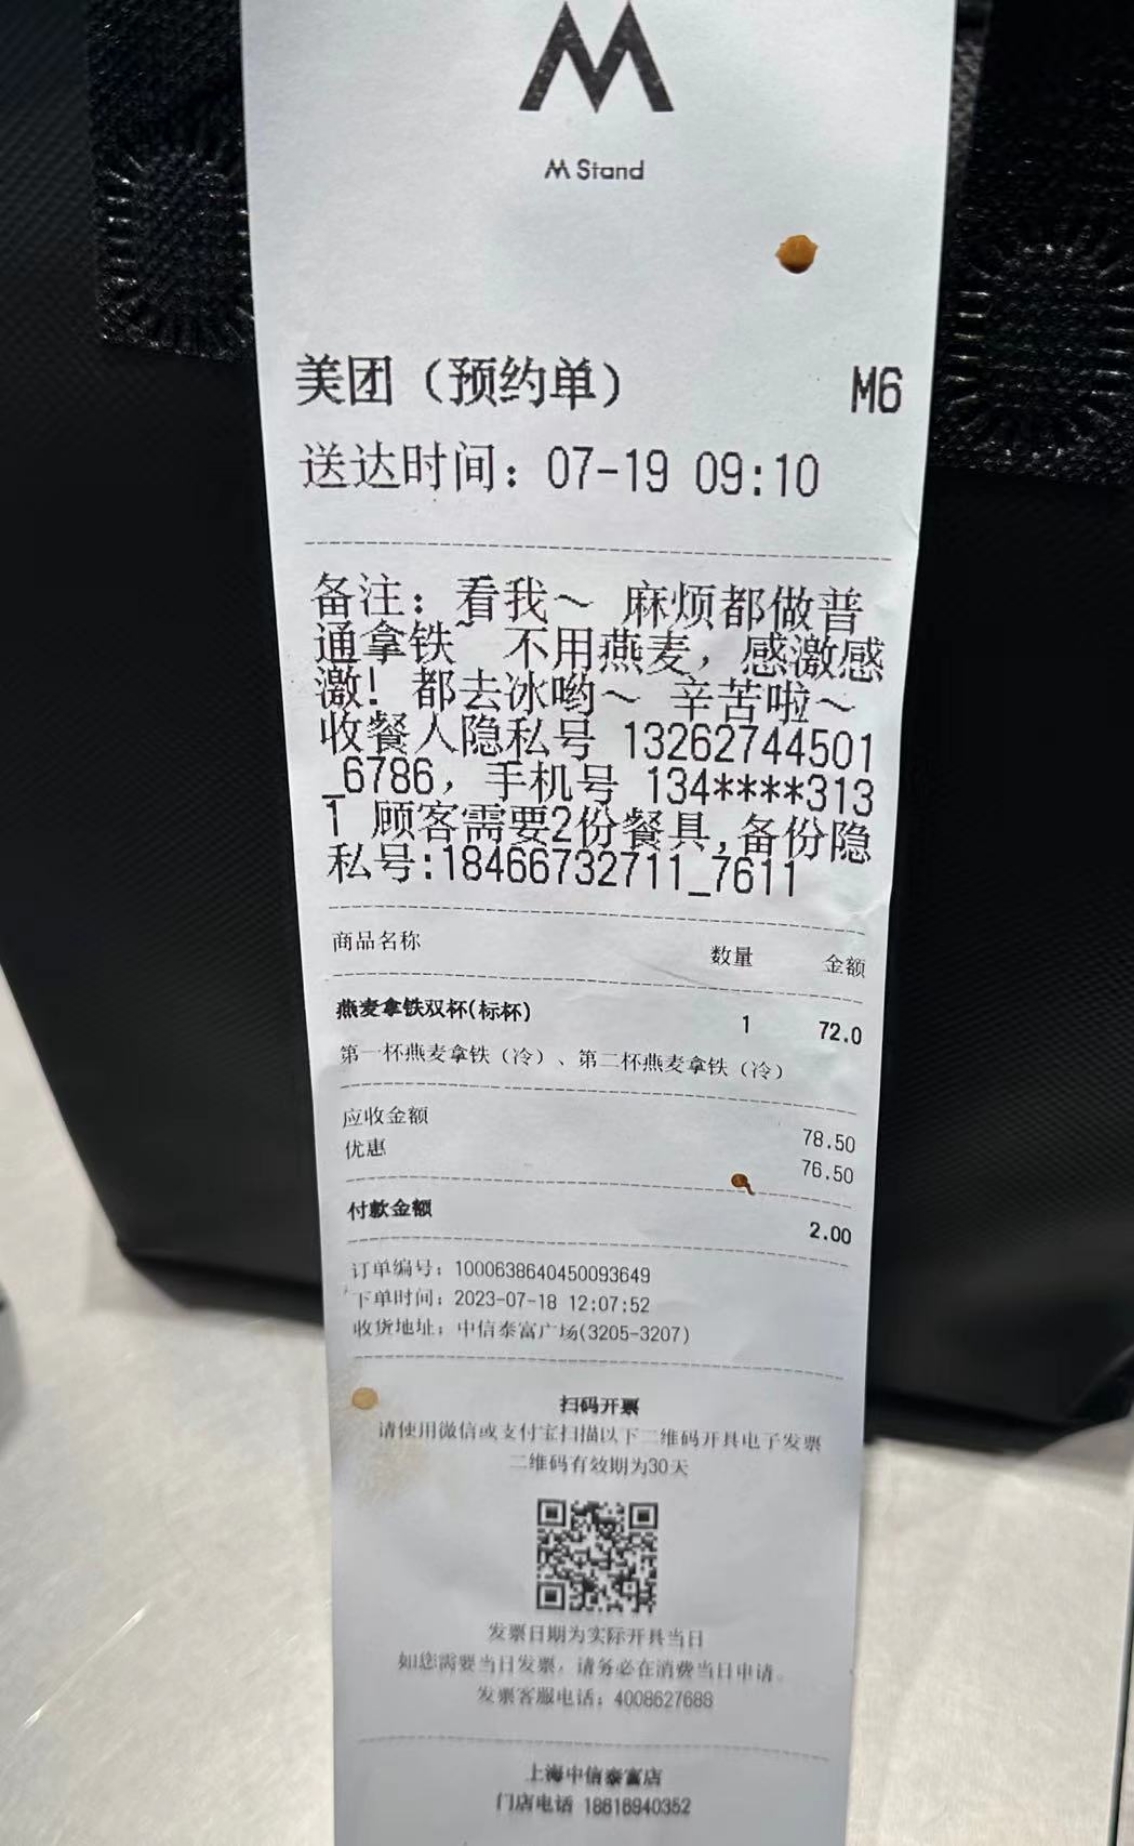 M
M Stand
美团（预约单） M6
送达时间：07-19 09:10
备注：看我～ 麻烦都做普
通拿铁~ 不用燕麦，感激感
激！都去冰哟～ 辛苦啦～
收餐人隐私号 13262744501
_6786，手机号 134****313
1 顾客需要2份餐具,备份隐
私号:18466732711_7611
商品名称 数量 金额
燕麦拿铁双杯(标杯) 1 72.0
第一杯燕麦拿铁（冷）、第二杯燕麦拿铁（冷）
应收金额 78.50
优惠 76.50
付款金额 2.00
订单编号：1000638640450093649
下单时间：2023-07-18 12:07:52
收货地址：中信泰富广场(3205-3207)
扫码开票
请使用微信或支付宝扫描以下二维码开具电子发票
二维码有效期为30天
发票日期为实际开具当日
如您需要当日发票，请务必在消费当日申请。
发票客服电话：4008627688
上海中信泰富店
门店电话 18616940352